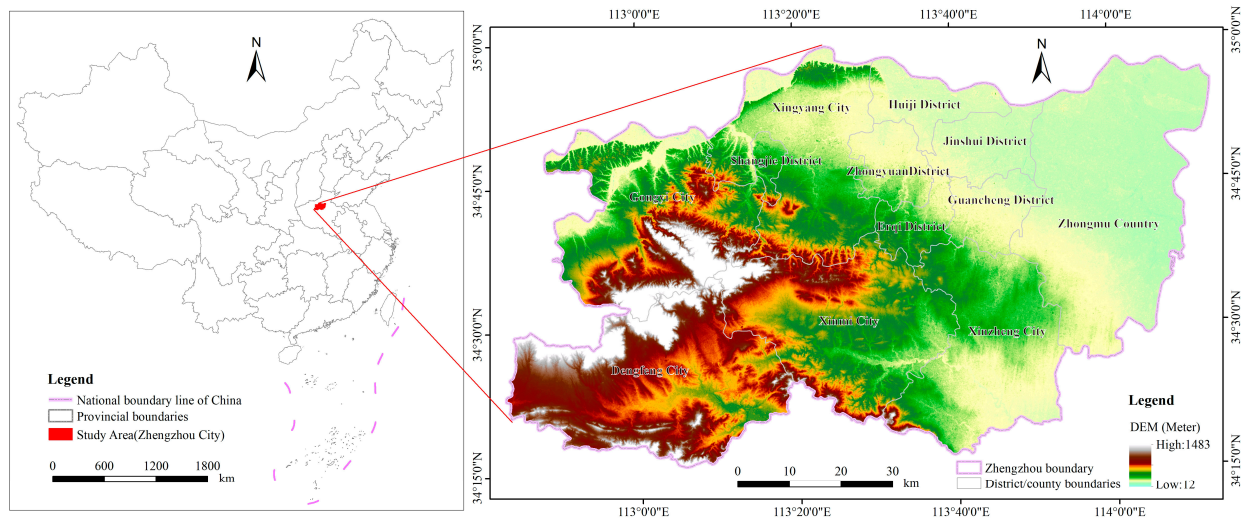 N
Legend
National boundary line of China
Provincial boundaries
Study Area(Zhengzhou City)
0 600 1200 1800
km
113°0'0"E 113°20'0"E 113°40'0"E 114°0'0"E
35°0'0"N
34°45'0"N
34°30'0"N
34°15'0"N
N
Xingyang City
Huiji District
Jinshui District
Shangjie District
ZhongyuanDistrict
Gongyi City
Guancheng District
Zhongmu Country
Erqi District
Xinmi City
Xinzheng City
Dengfeng City
Legend
DEM (Meter)
High:1483
Low:12
Zhengzhou boundary
District/county boundaries
0 10 20 30
km
35°0'0"N
34°45'0"N
34°30'0"N
34°15'0"N
113°0'0"E 113°20'0"E 113°40'0"E 114°0'0"E